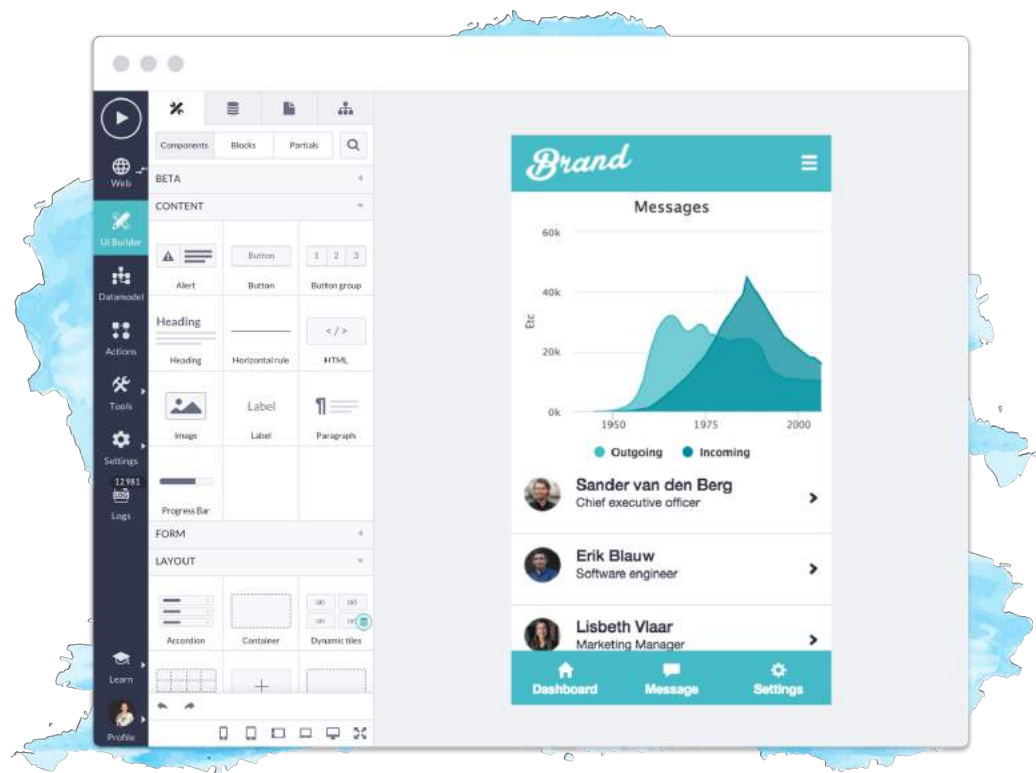 Components Blocks Partials
Web
BETA
CONTENT
UI Builder
Button
1 2 3
Alert Button Button group
Datamodel
Heading
</>
Actions
Heading Horizontal rule HTML
Tools
Label
¶
Image Label Paragraph
Settings
12981
LOG
Logs
Progress Bar
FORM
LAYOUT
Accordion Container Dynamic tiles
+
Learn
Profile
Brand
Messages
60k
40k
Etc
20k
0k
1950 1975 2000
Outgoing Incoming
Sander van den Berg
Chief executive officer
Erik Blauw
Software engineer
Lisbeth Vlaar
Marketing Manager
Dashboard Message Settings